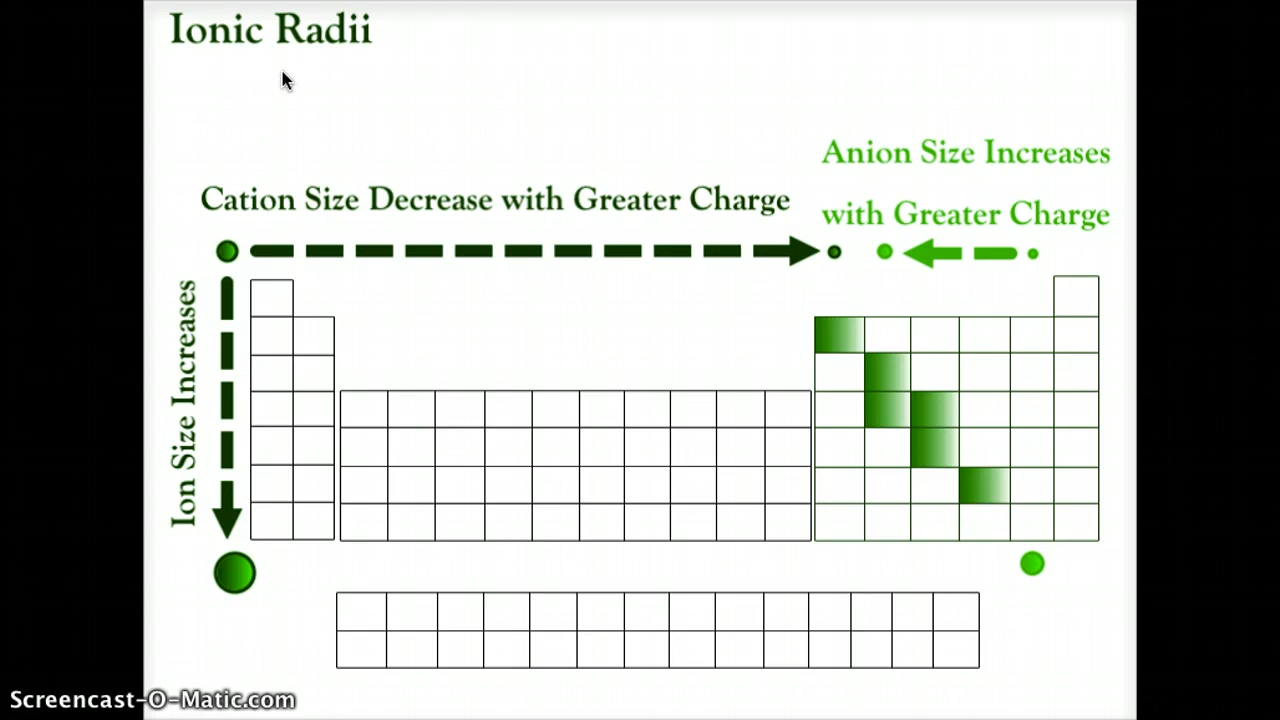 Ionic Radii
Anion Size Increases
with Greater Charge
Cation Size Decrease with Greater Charge
Ion Size Increases
Screencast-O-Matic.com